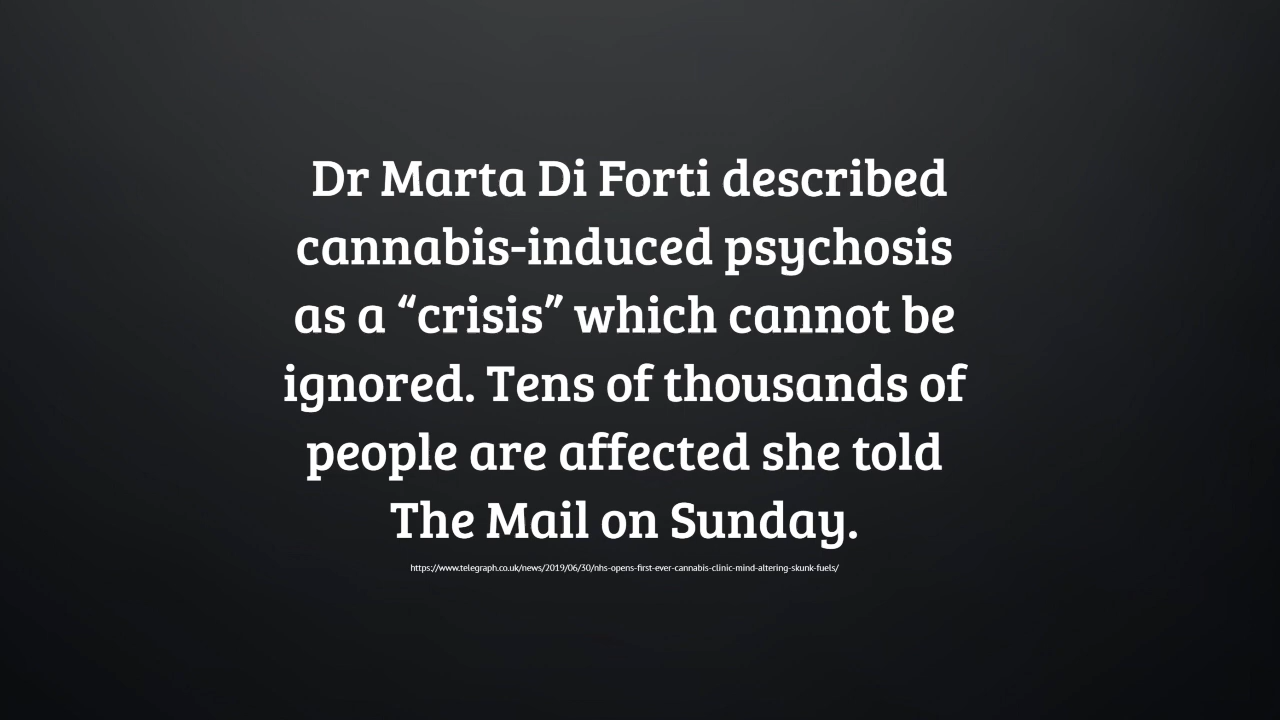 Dr Marta Di Forti described
cannabis-induced psychosis
as a “crisis” which cannot be
ignored. Tens of thousands of
people are affected she told
The Mail on Sunday.
https://www.telegraph.co.uk/news/2019/06/30/nhs-opens-first-ever-cannabis-clinic-mind-altering-skunk-fuels/